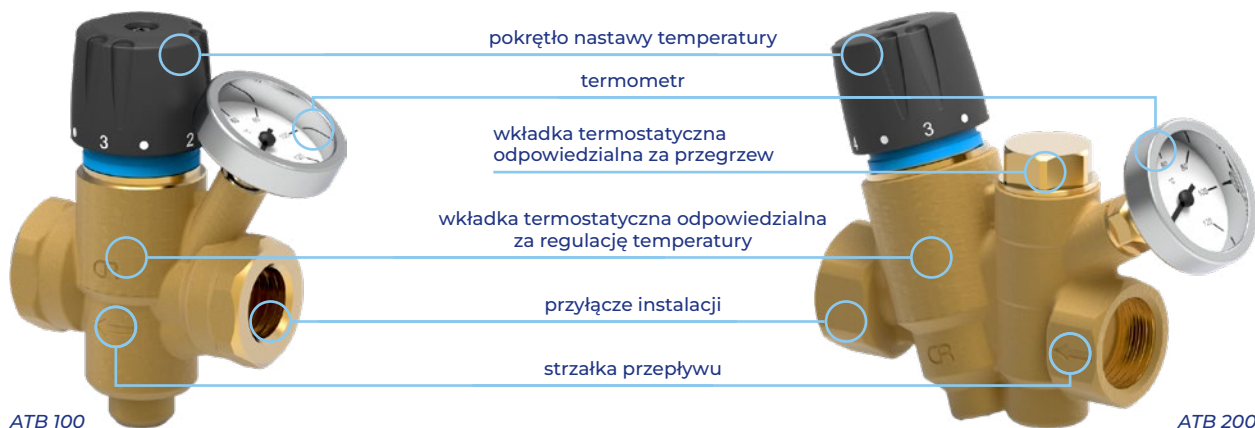 pokrętło nastawy temperatury
termometr
wkładka termostatyczna
odpowiedzialna za przegrzew
wkładka termostatyczna odpowiedzialna
za regulację temperatury
przyłącze instalacji
strzałka przepływu
3 2
4 3
ATB 100
ATB 200